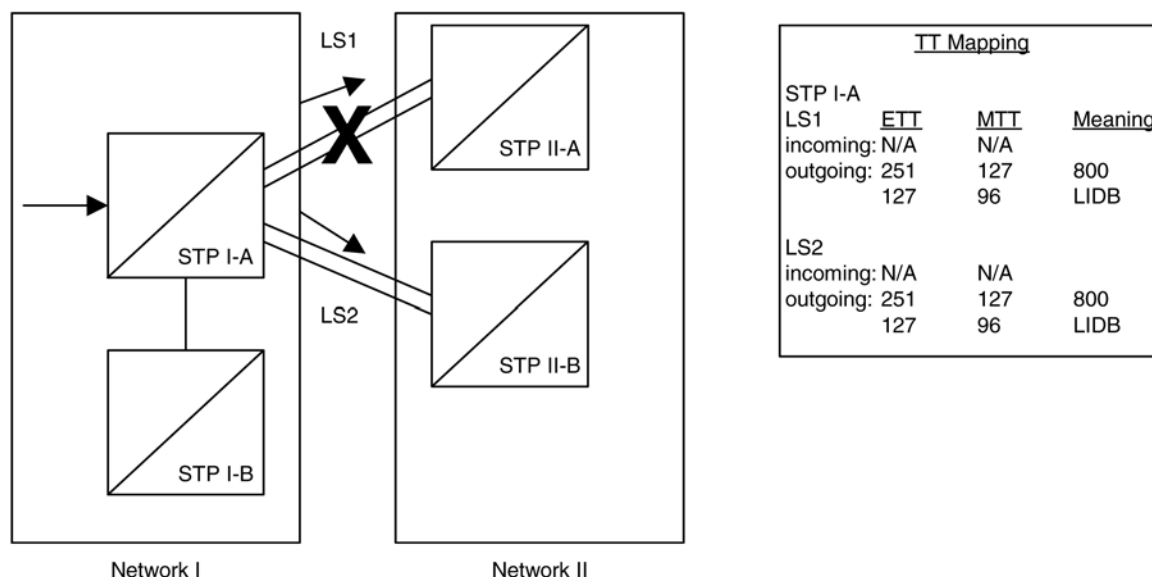 LS1
X
STP II-A
STP I-A
LS2
STP II-B
STP I-B
Network I
Network II
TT Mapping
STP I-A
LS1 ETT MTT Meaning
incoming: N/A N/A
outgoing: 251 127 800
127 96 LIDB
LS2
incoming: N/A N/A
outgoing: 251 127 800
127 96 LIDB